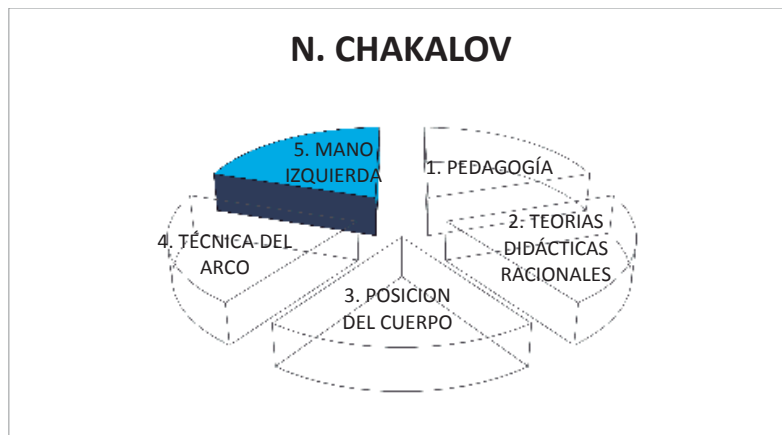 N. CHAKALOV
1. PEDAGOGÍA
2. TEORIAS
DIDÁCTICAS
RACIONALES
3. POSICION
DEL CUERPO
4. TÉCNICA DEL
ARCO
5. MANO
IZQUIERDA